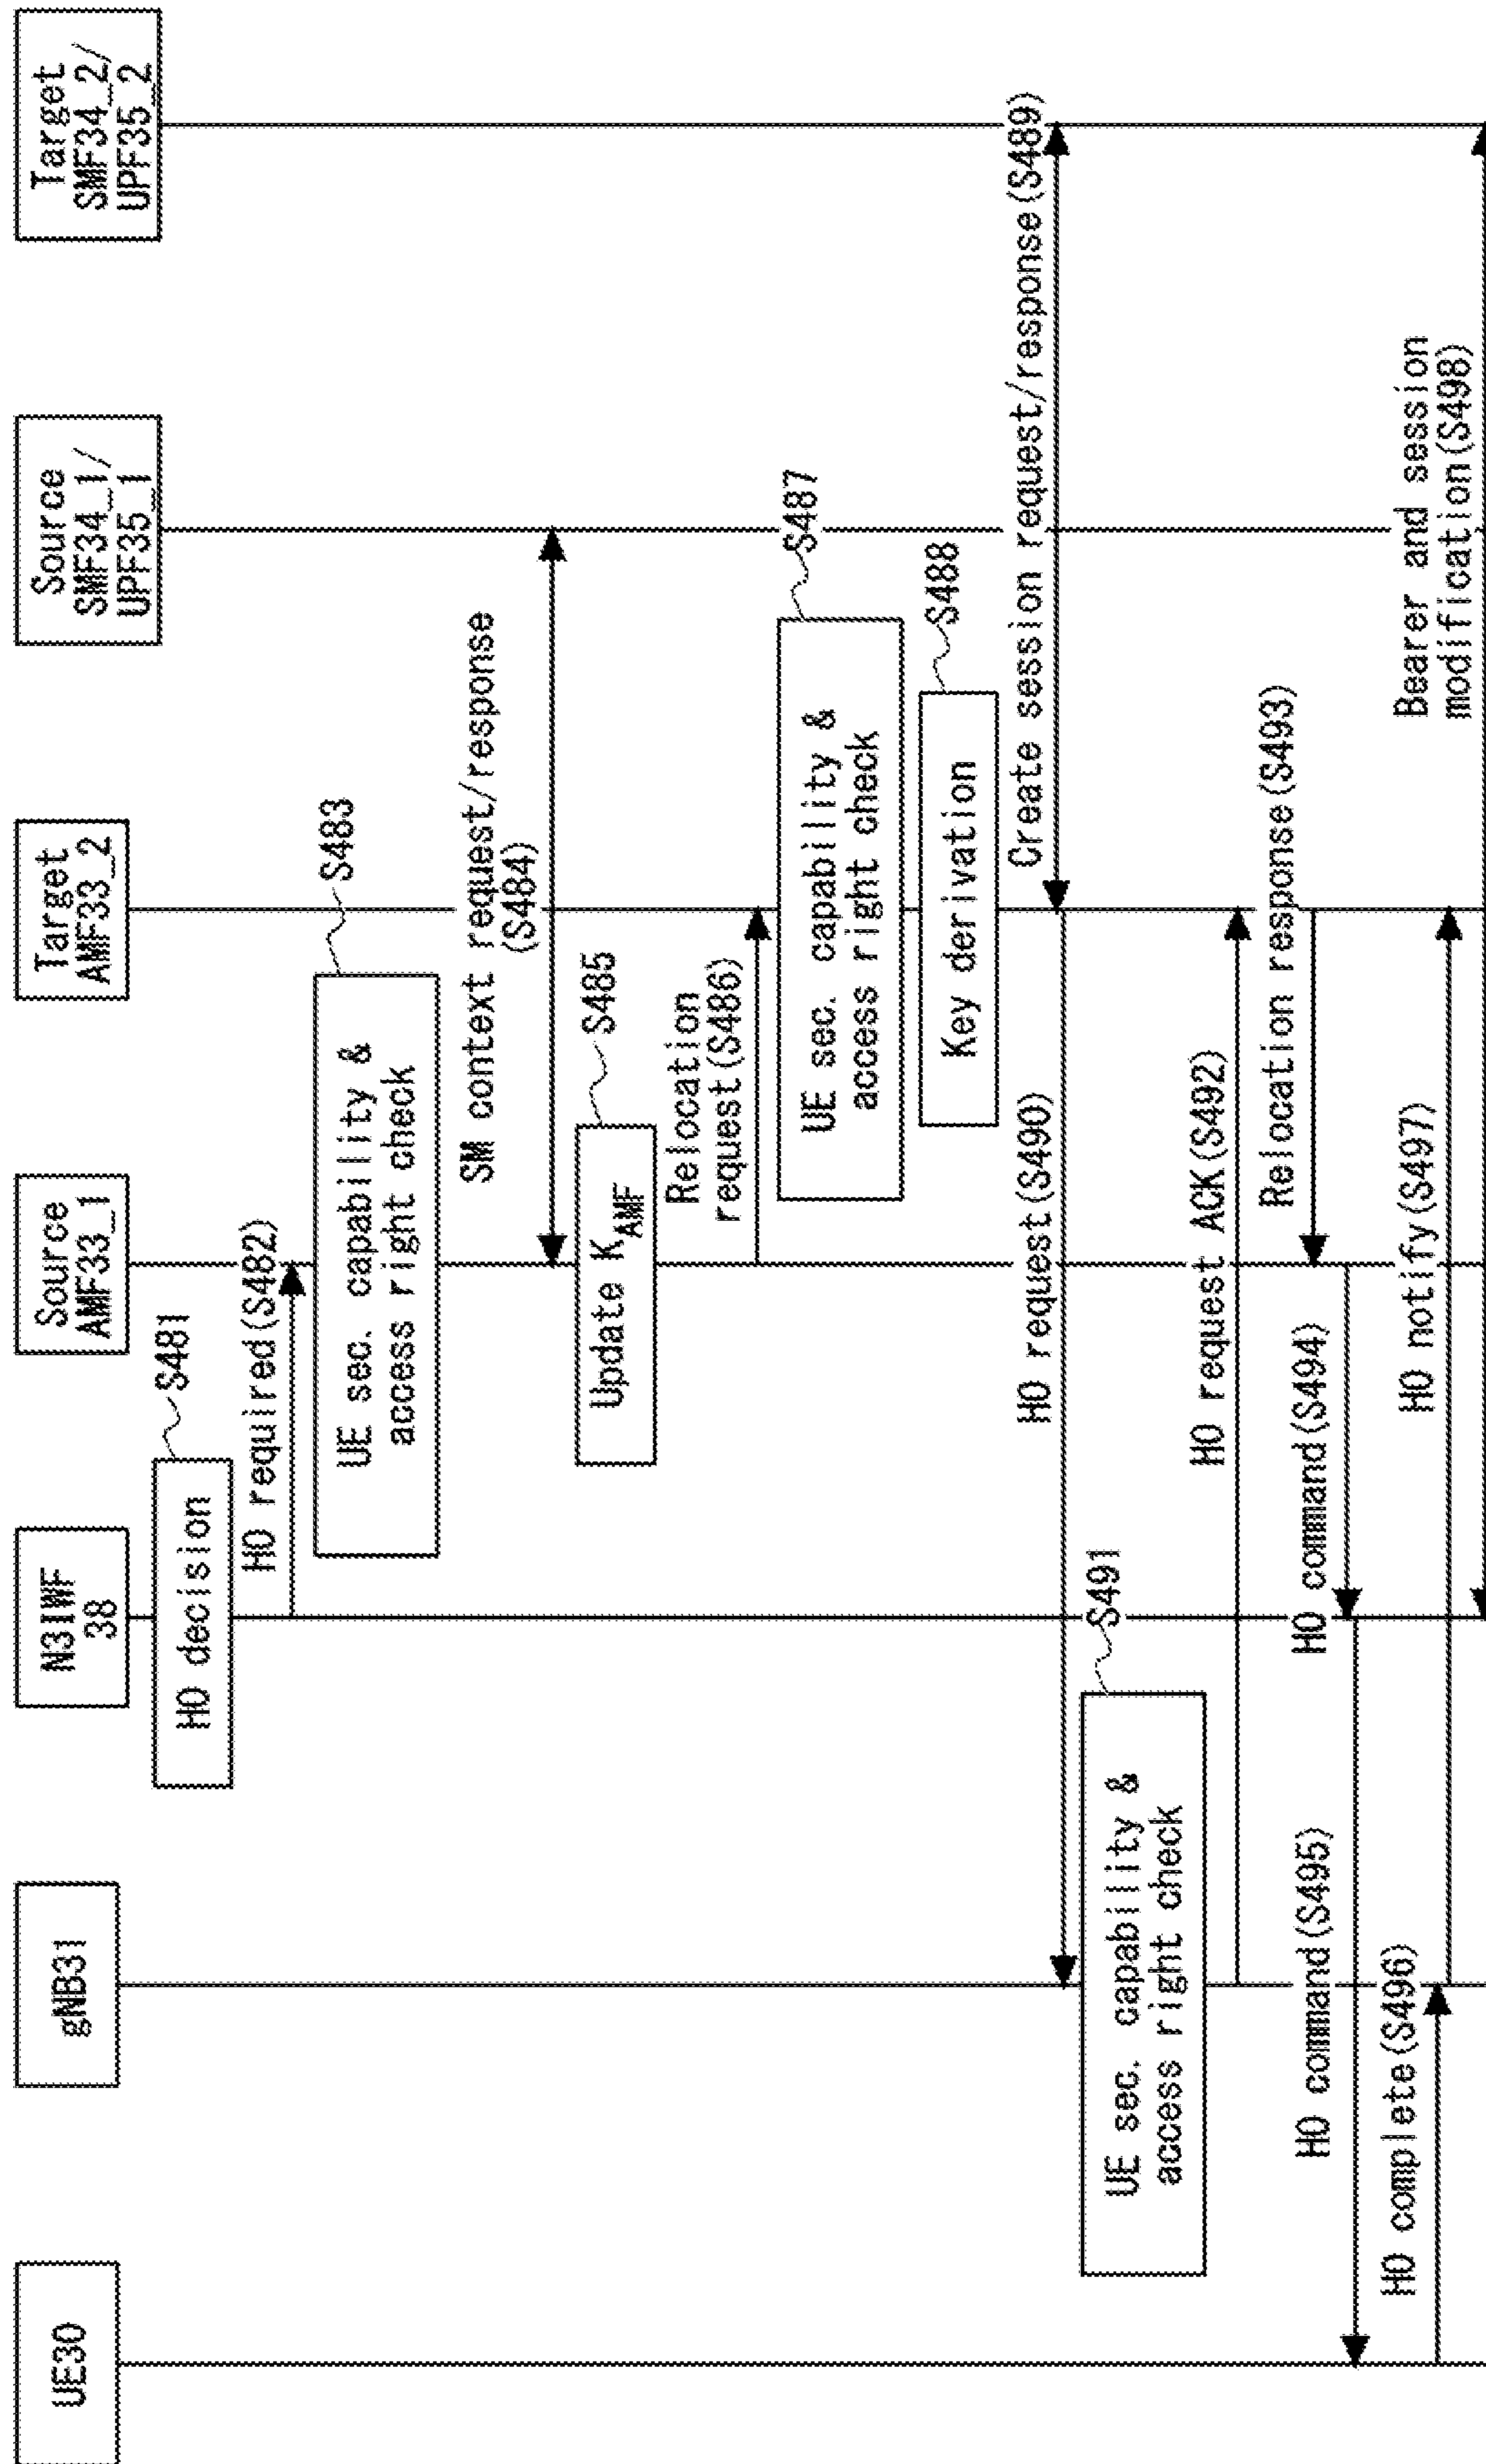 UE30
gNB31
N3IWF
38
Source
AMF33_1
Target
AMF33_2
Source
SMF34_1/
UPF35_1
Target
SMF34_2/
UPF35_2
HO decision
S481
HO required(S482)
UE sec. capability &
access right check
S483
SM context request/response
(S484)
Update KAMF
S485
Relocation
request(S486)
UE sec. capability &
access right check
S487
Key derivation
S488
Create session request/response(S489)
HO request(S490)
UE sec. capability &
access right check
S491
HO request ACK(S492)
Relocation response(S493)
HO command(S494)
HO command(S495)
HO complete(S496)
HO notify(S497)
Bearer and session
modification(S498)